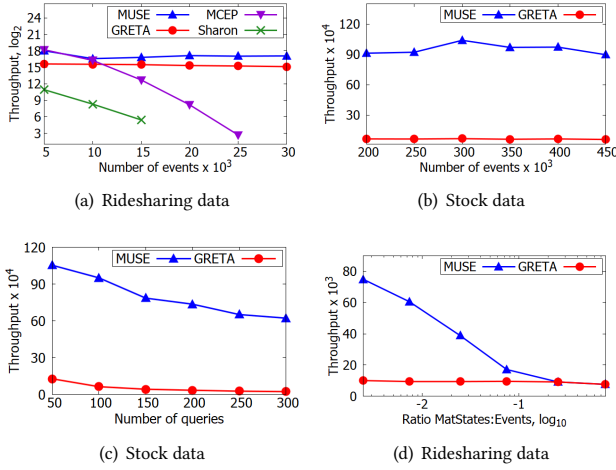 MUSE MCEP
GRETA Sharon
Throughput, log2
24
21
18
15
12
9
6
3
5 10 15 20 25 30
Number of events x 10^3
(a) Ridesharing data
MUSE GRETA
Throughput x 10^4
120
90
60
30
200 250 300 350 400 450
Number of events x 10^3
(b) Stock data
MUSE GRETA
Throughput x 10^4
120
90
60
30
0
50 100 150 200 250 300
Number of queries
(c) Stock data
MUSE GRETA
Throughput x 10^3
80
60
40
20
0
-2 -1
Ratio MatStates:Events, log10
(d) Ridesharing data